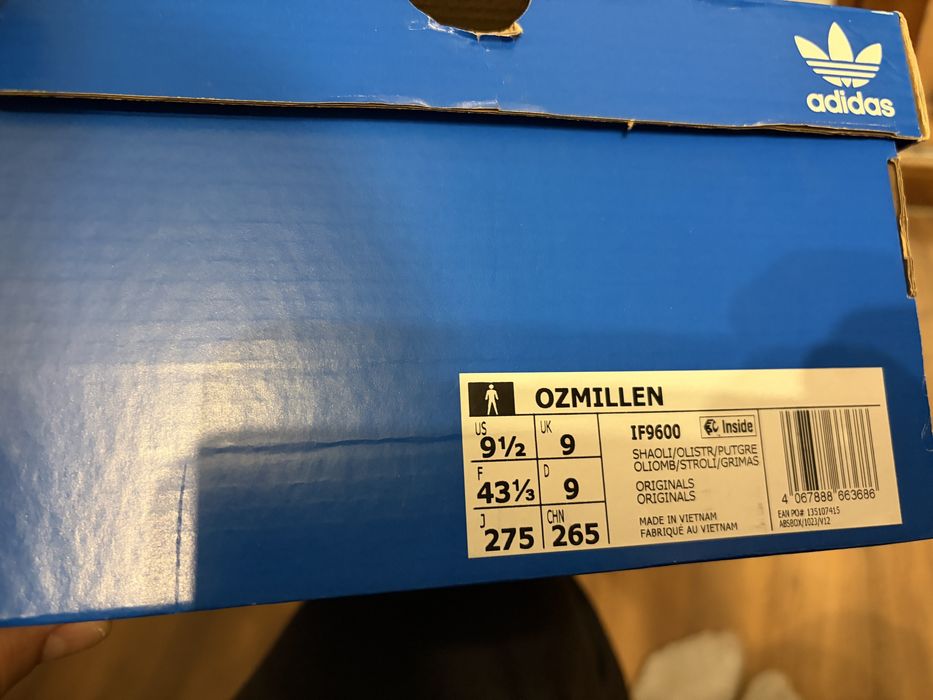 adidas
OZMILLEN
US 9½ UK 9
F 43⅓ D 9
J 275 CHN 265
IF9600 Inside
SHAOLI/OLISTR/PUTGRE
OLIOMB/STROLI/GRIMAS
ORIGINALS
ORIGINALS
MADE IN VIETNAM
FABRIQUÉ AU VIETNAM
4 067888 663686
EAN PO# 135107415
ABSBOX/1023/V12